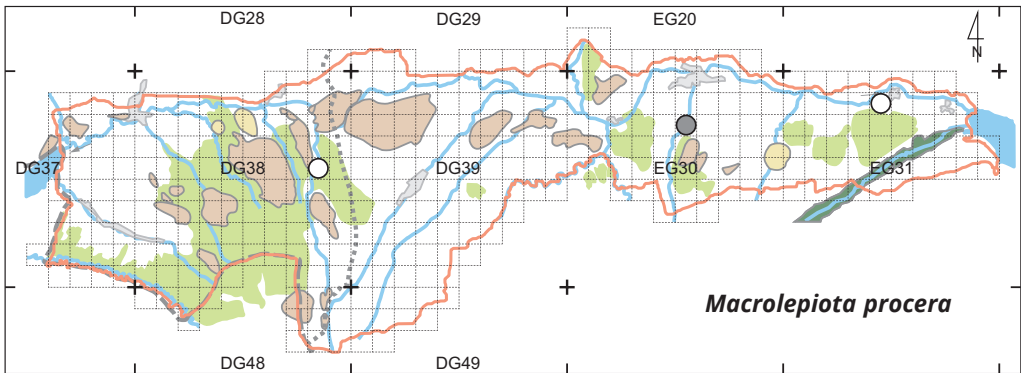 DG28 DG29 EG20
N
DG37 DG38 DG39 EG30 EG31
Macrolepiota procera
DG48 DG49